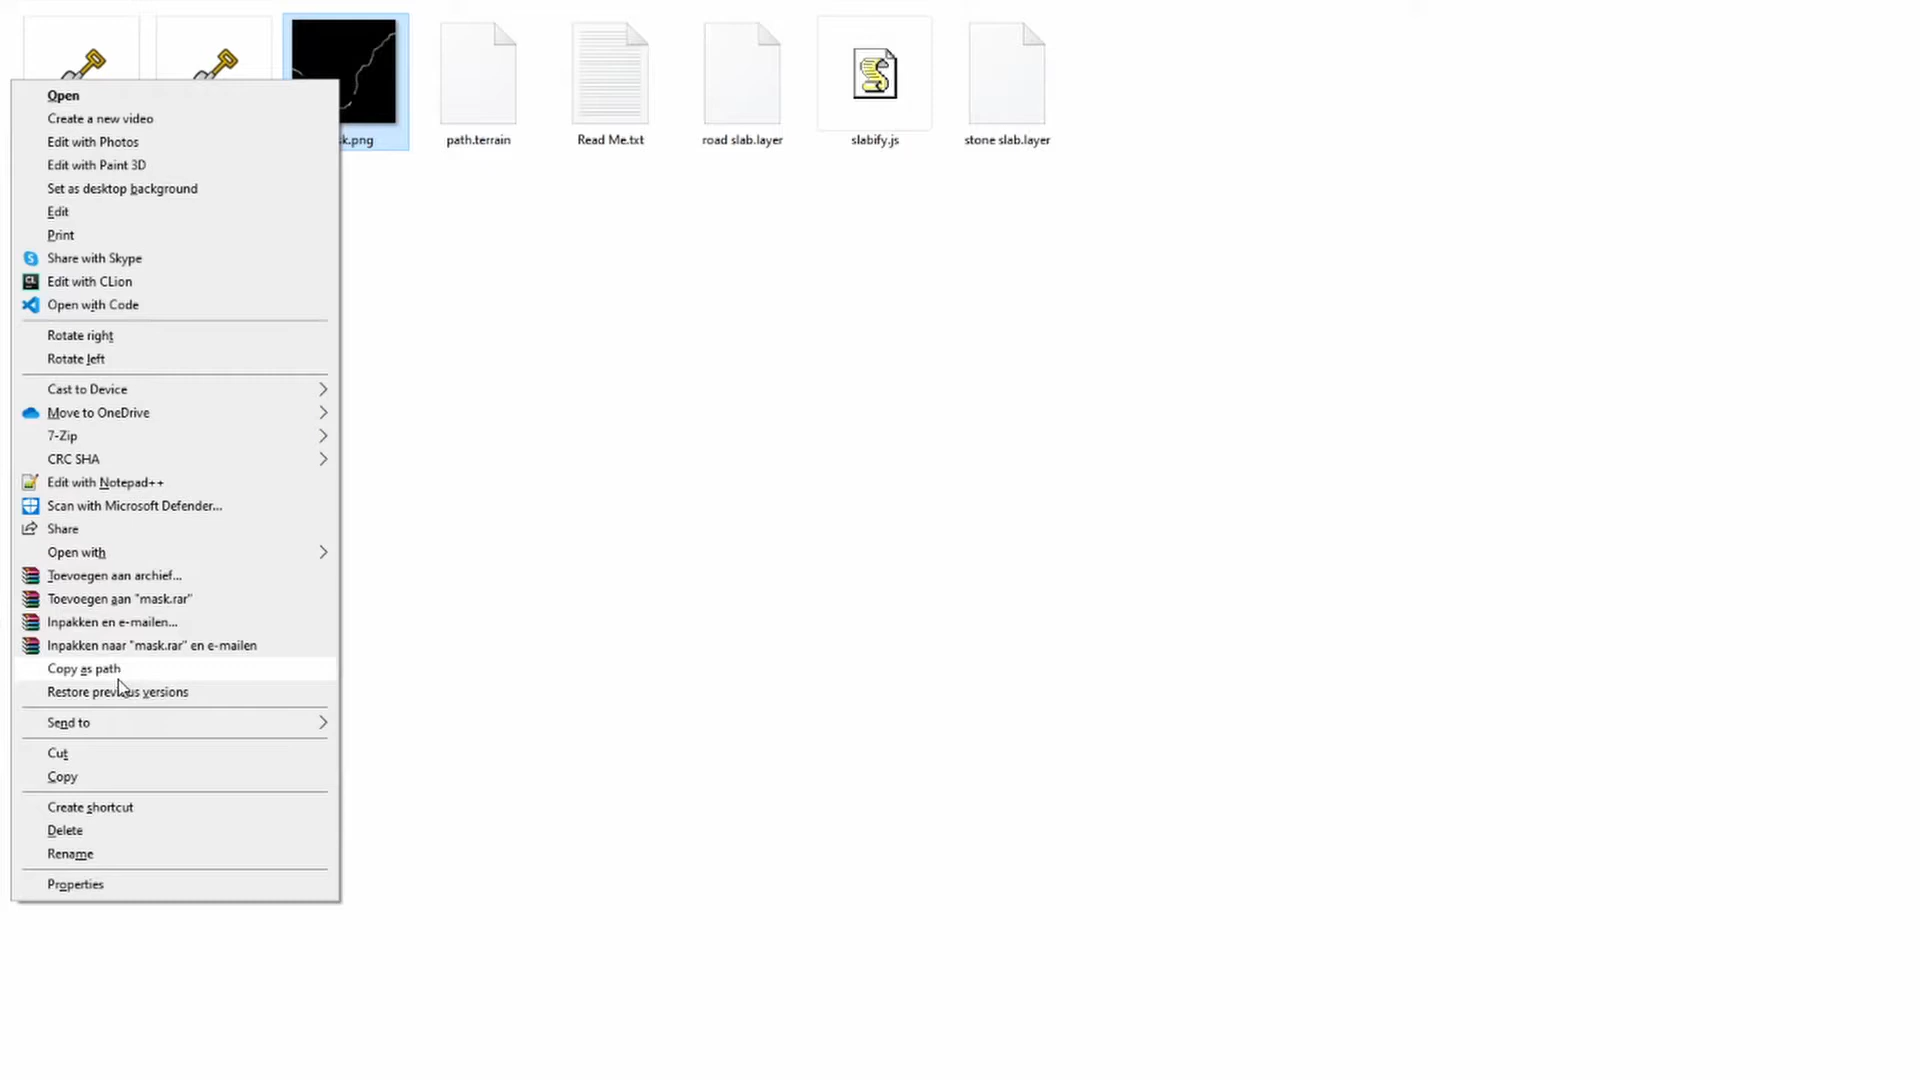 sk.png
path.terrain
Read Me.txt
road slab.layer
slabify.js
stone slab.layer
Open
Create a new video
Edit with Photos
Edit with Paint 3D
Set as desktop background
Edit
Print
Share with Skype
Edit with CLion
Open with Code
Rotate right
Rotate left
Cast to Device
Move to OneDrive
7-Zip
CRC SHA
Edit with Notepad++
Scan with Microsoft Defender...
Share
Open with
Toevoegen aan archief...
Toevoegen aan "mask.rar"
Inpakken en e-mailen...
Inpakken naar "mask.rar" en e-mailen
Copy as path
Restore previous versions
Send to
Cut
Copy
Create shortcut
Delete
Rename
Properties